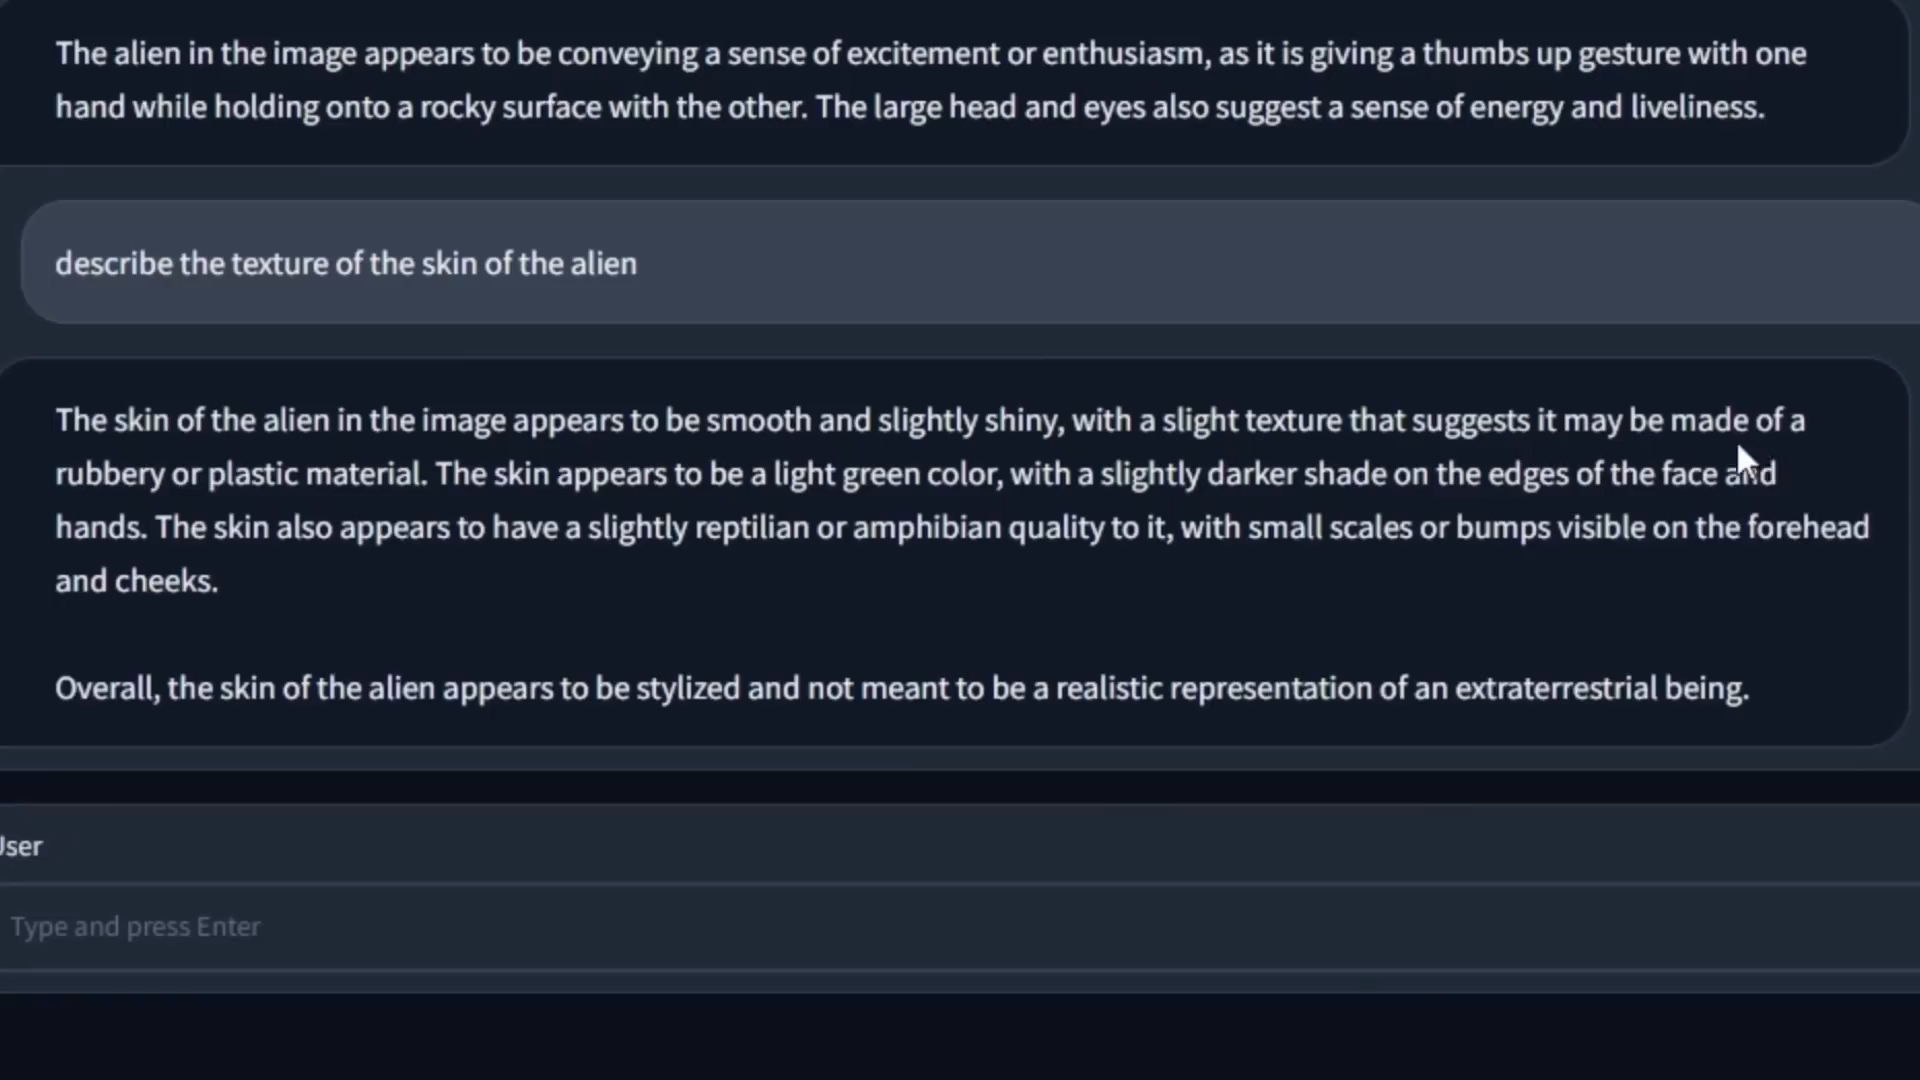 The alien in the image appears to be conveying a sense of excitement or enthusiasm, as it is giving a thumbs up gesture with one
hand while holding onto a rocky surface with the other. The large head and eyes also suggest a sense of energy and liveliness.
describe the texture of the skin of the alien
The skin of the alien in the image appears to be smooth and slightly shiny, with a slight texture that suggests it may be made of a
rubbery or plastic material. The skin appears to be a light green color, with a slightly darker shade on the edges of the face and
hands. The skin also appears to have a slightly reptilian or amphibian quality to it, with small scales or bumps visible on the forehead
and cheeks.
Overall, the skin of the alien appears to be stylized and not meant to be a realistic representation of an extraterrestrial being.
User
Type and press Enter